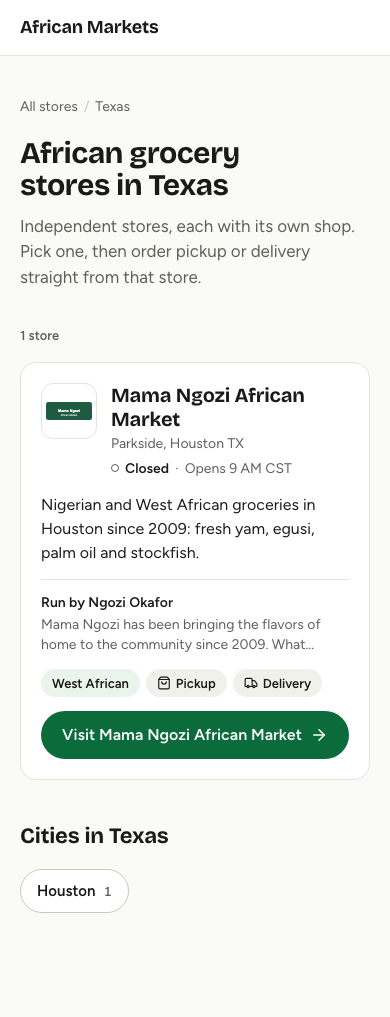 African Markets
All stores / Texas
African grocery
stores in Texas
Independent stores, each with its own shop.
Pick one, then order pickup or delivery
straight from that store.
1 store
Mama Ngozi
Mama Ngozi African
Market
Parkside, Houston TX
Closed · Opens 9 AM CST
Nigerian and West African groceries in
Houston since 2009: fresh yam, egusi,
palm oil and stockfish.
Run by Ngozi Okafor
Mama Ngozi has been bringing the flavors of
home to the community since 2009. What...
West African Pickup Delivery
Visit Mama Ngozi African Market →
Cities in Texas
Houston 1